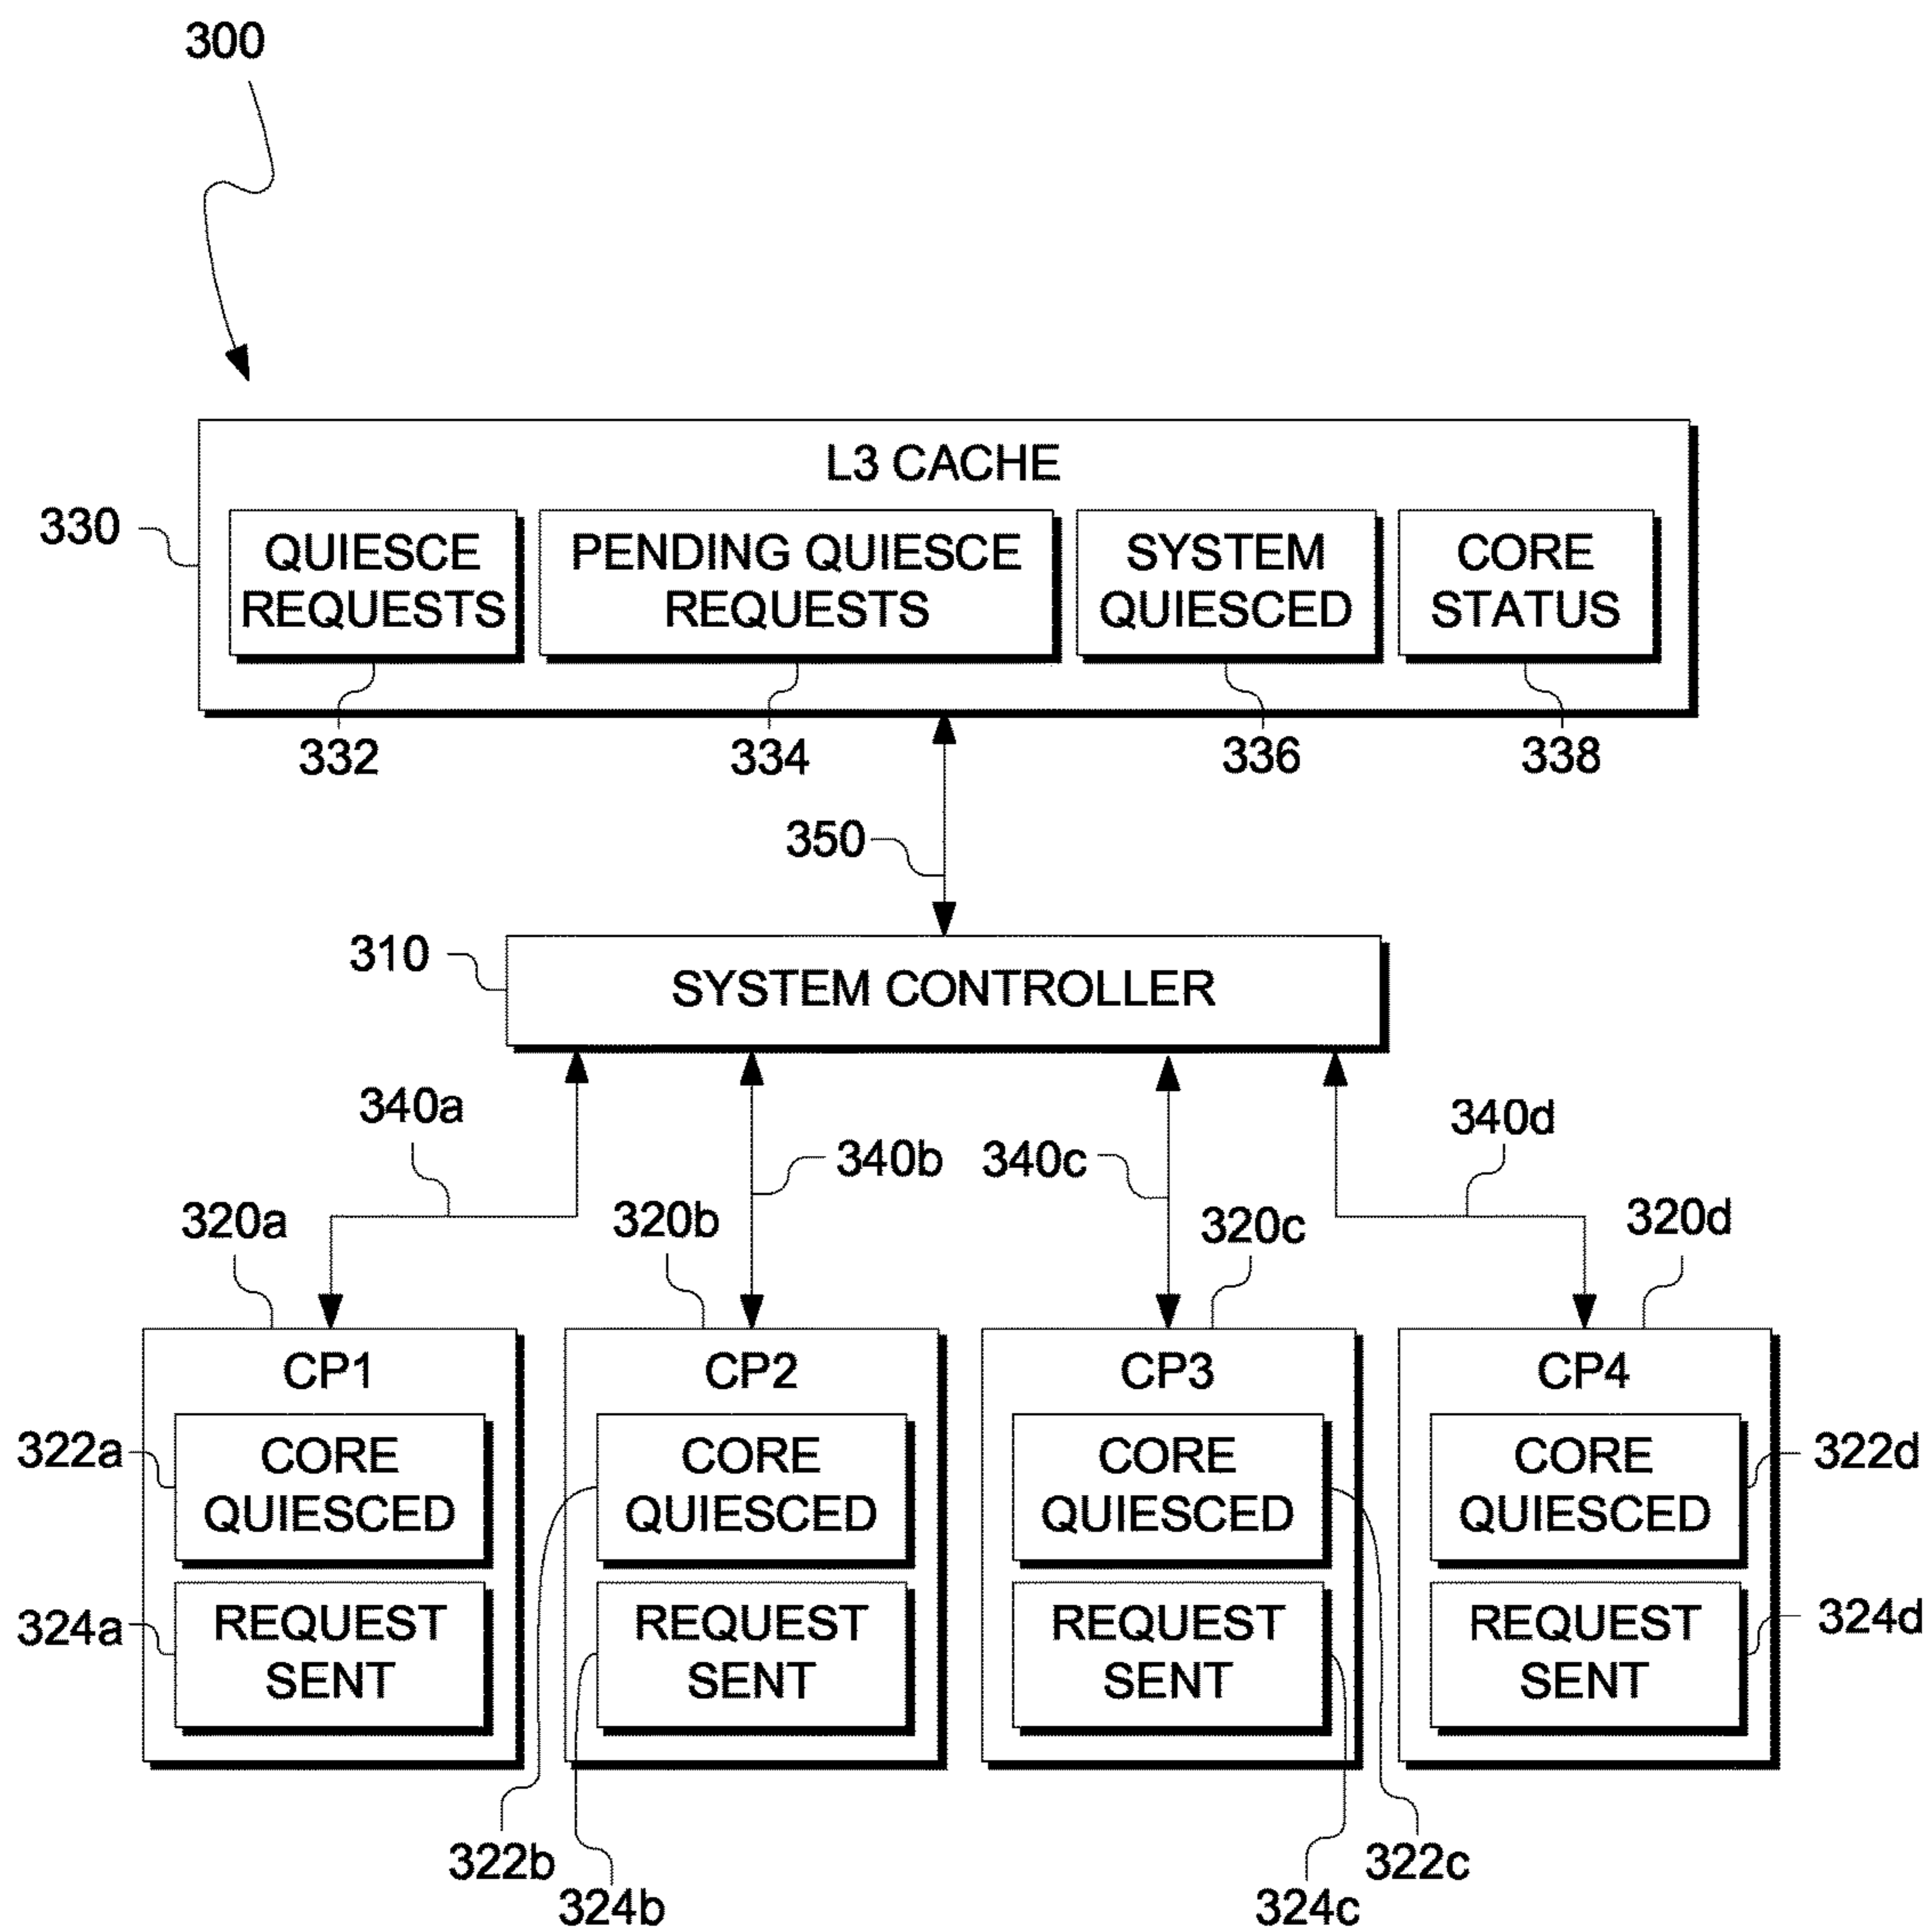 300
L3 CACHE
330
QUIESCE
REQUESTS
PENDING QUIESCE
REQUESTS
SYSTEM
QUIESCED
CORE
STATUS
332
334
336
338
350
310
SYSTEM CONTROLLER
340a
340b
340c
340d
320a
320b
320c
320d
CP1
CP2
CP3
CP4
322a
CORE
QUIESCED
CORE
QUIESCED
CORE
QUIESCED
CORE
QUIESCED
322d
324a
REQUEST
SENT
REQUEST
SENT
REQUEST
SENT
REQUEST
SENT
324d
322b
324b
324c
322c